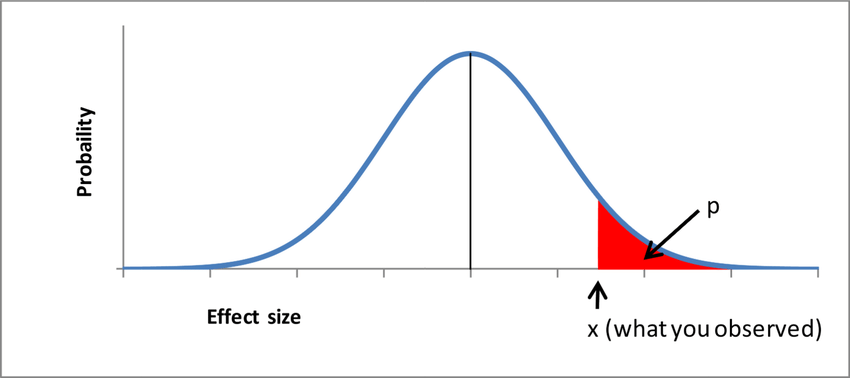 Probaility
p
Effect size
x (what you observed)